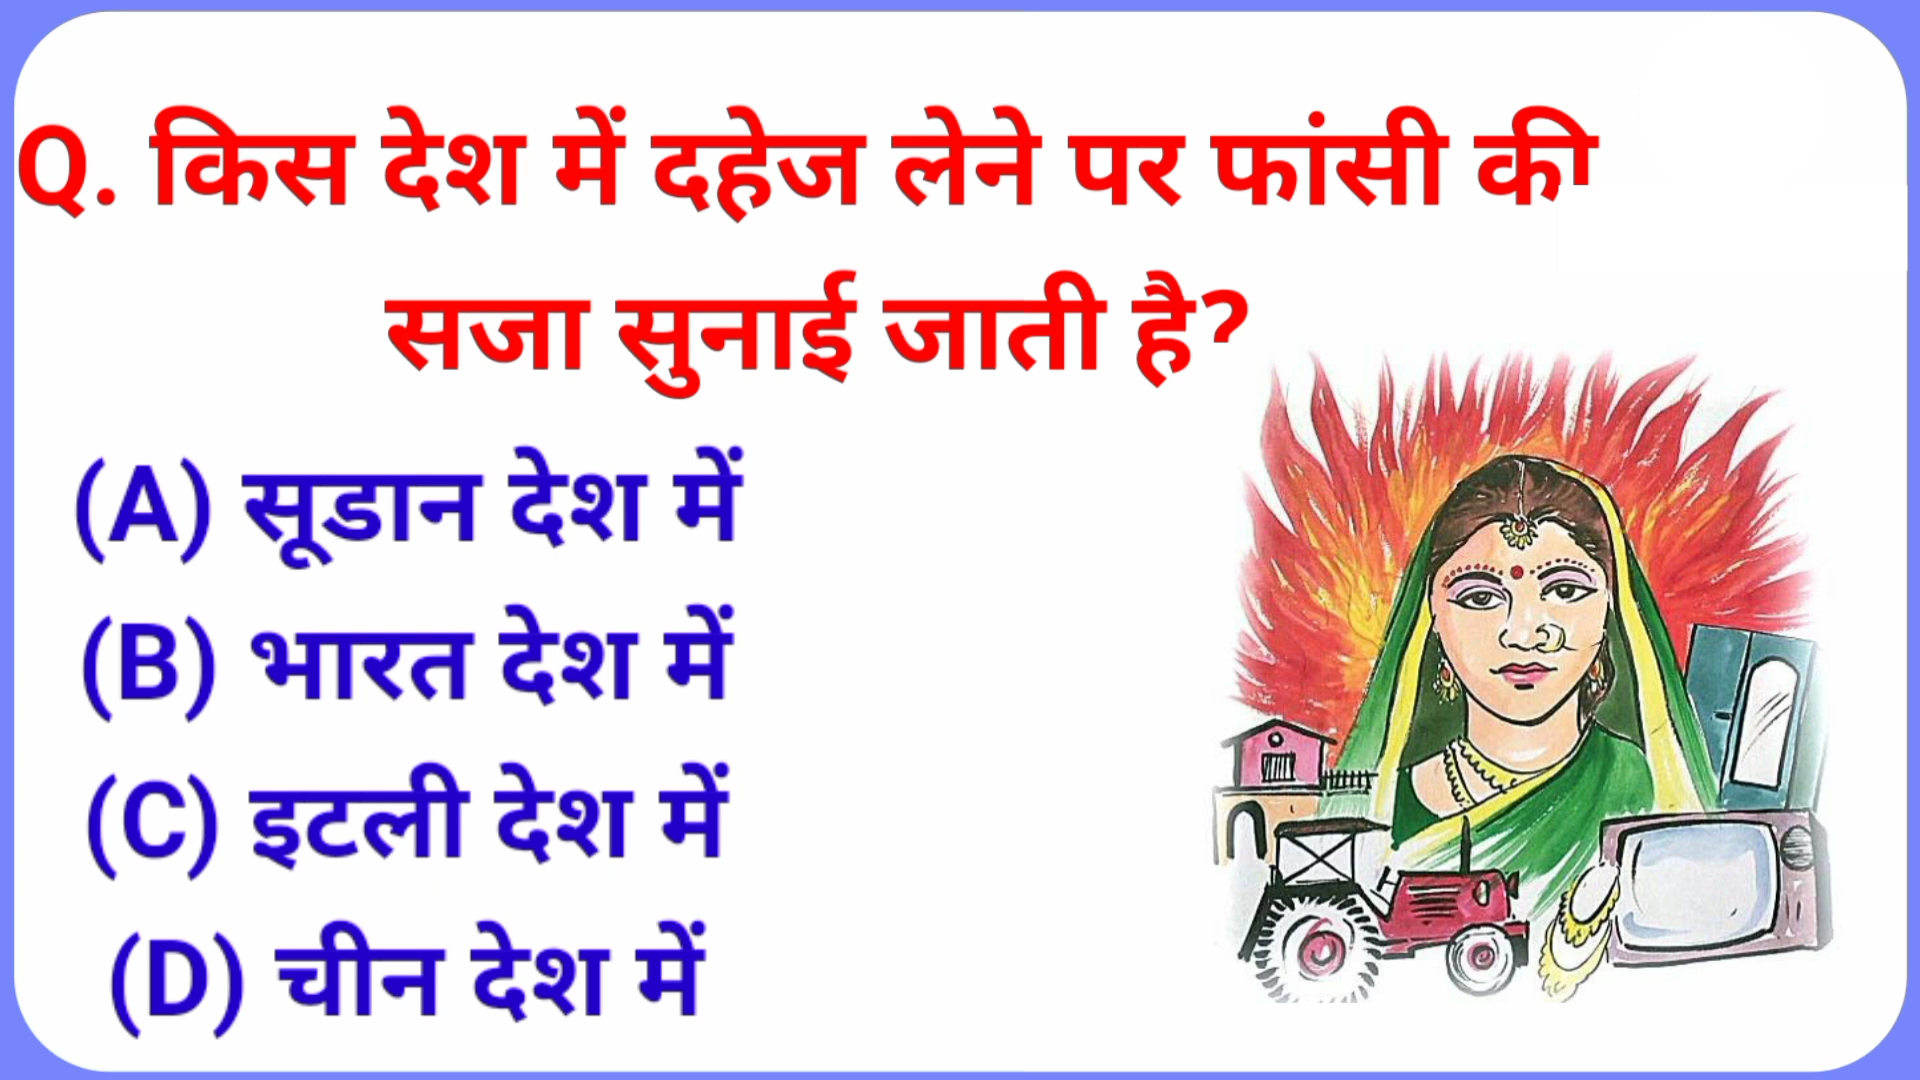 Q. किस देश में दहेज लेने पर फांसी की
सजा सुनाई जाती है?
(A) सूडान देश में
(B) भारत देश में
(C) इटली देश में
(D) चीन देश में